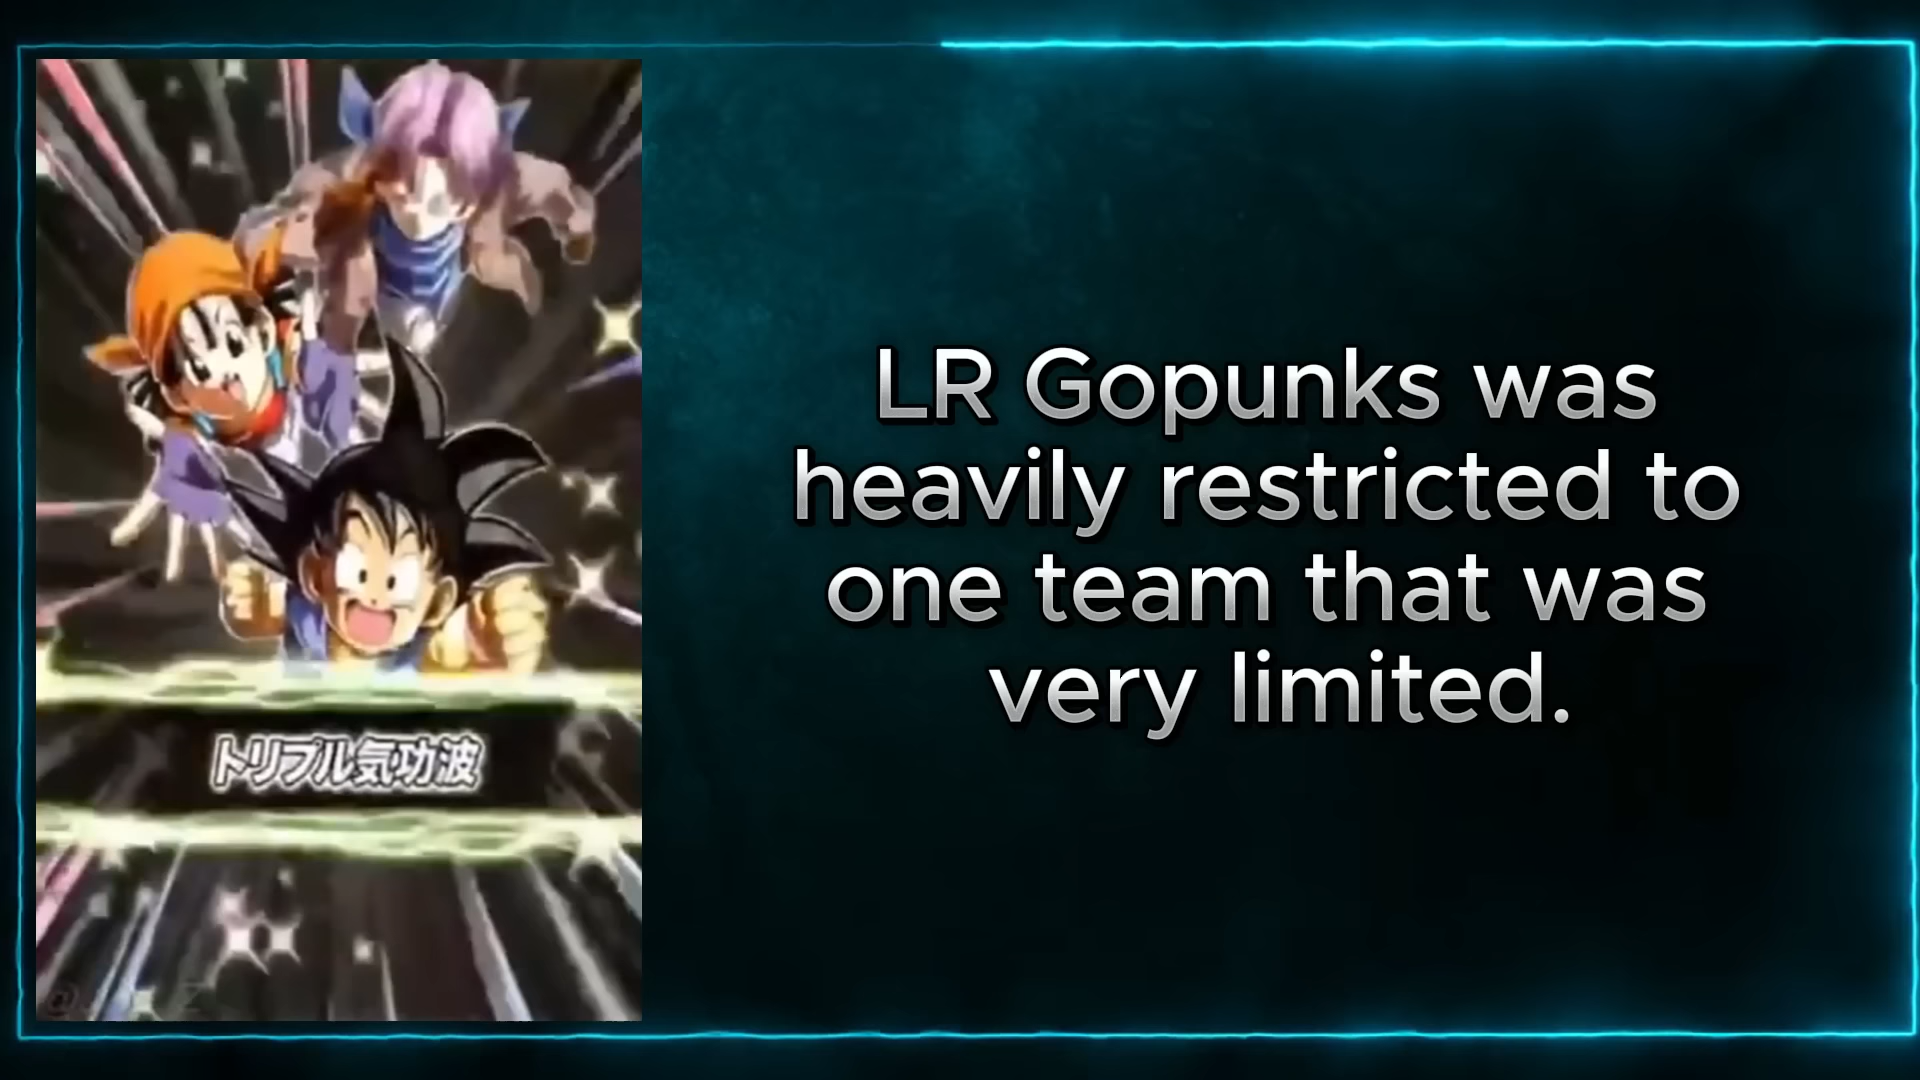 LR Gopunks was
heavily restricted to
one team that was
very limited.
トリプル気功波